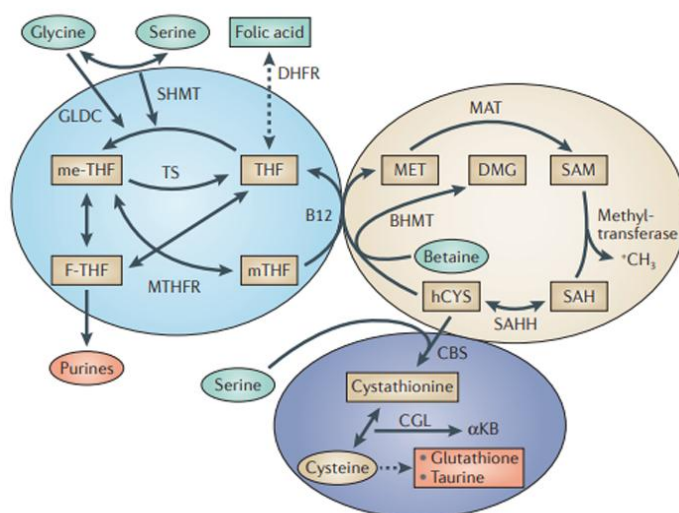 Glycine
Serine
Folic acid
DHFR
SHMT
GLDC
MAT
me-THF
TS
THF
MET
DMG
SAM
B12
BHMT
Methyl-
transferase
Betaine
+CH3
F-THF
MTHFR
mTHF
hCYS
SAHH
SAH
CBS
Purines
Serine
Cystathionine
CGL
αKB
Cysteine
• Glutathione
• Taurine